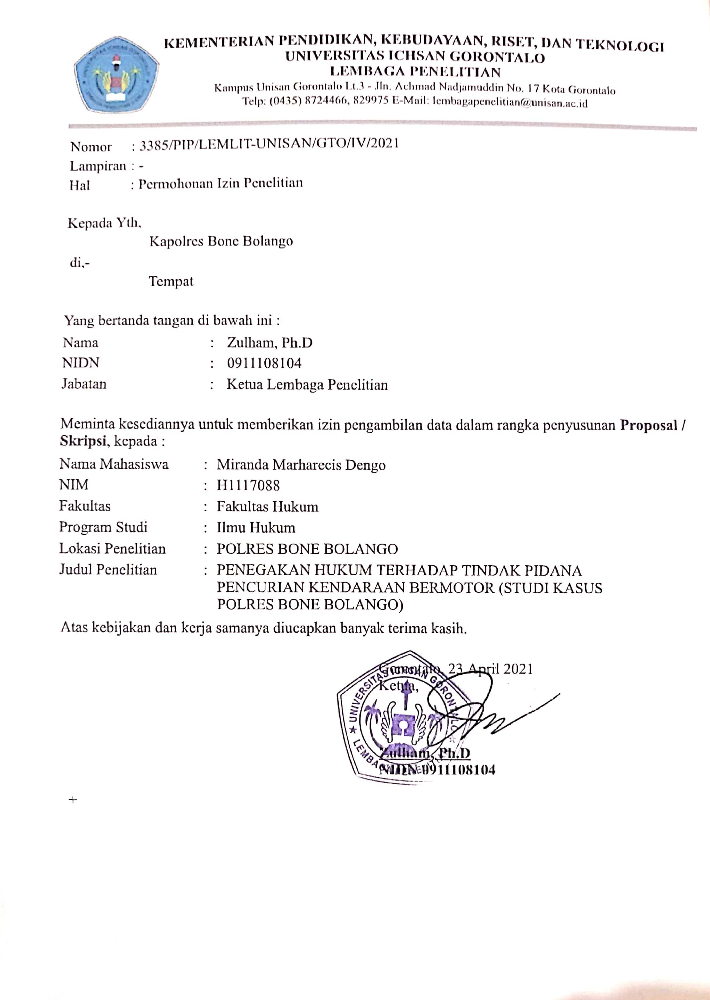 KEMENTERIAN PENDIDIKAN, KEBUDAYAAN, RISET, DAN TEKNOLOGI
UNIVERSITAS ICHSAN GORONTALO
LEMBAGA PENELITIAN
Kampus Unisan Gorontalo Lt.3 - Jln. Achmad Nadjamuddin No. 17 Kota Gorontalo
Telp: (0435) 8724466, 829975 E-Mail: lembagapenelitian@unisan.ac.id
Nomor : 3385/PIP/LEMLIT-UNISAN/GTO/IV/2021
Lampiran : -
Hal : Permohonan Izin Penelitian
Kepada Yth,
Kapolres Bone Bolango
di,-
Tempat
Yang bertanda tangan di bawah ini :
Nama : Zulham, Ph.D
NIDN : 0911108104
Jabatan : Ketua Lembaga Penelitian
Meminta kesediannya untuk memberikan izin pengambilan data dalam rangka penyusunan Proposal /
Skripsi, kepada :
Nama Mahasiswa : Miranda Marharecis Dengo
NIM : H1117088
Fakultas : Fakultas Hukum
Program Studi : Ilmu Hukum
Lokasi Penelitian : POLRES BONE BOLANGO
Judul Penelitian : PENEGAKAN HUKUM TERHADAP TINDAK PIDANA
PENCURIAN KENDARAAN BERMOTOR (STUDI KASUS
POLRES BONE BOLANGO)
Atas kebijakan dan kerja samanya diucapkan banyak terima kasih.
Gorontalo, 23 April 2021
Ketua,
UNIVERSITAS ICHSAN GORONTALO
LEMBAGA PENELITIAN
Zulham, Ph.D
NIDN 0911108104
+